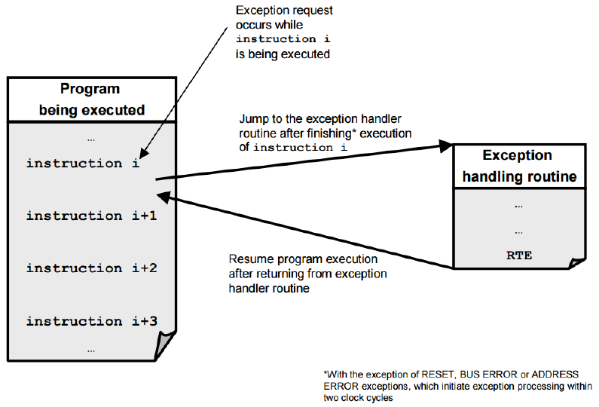 Exception request
occurs while
instruction i
is being executed
Program
being executed
...
instruction i
instruction i+1
instruction i+2
instruction i+3
...
Jump to the exception handler
routine after finishing* execution
of instruction i
Exception
handling routine
...
...
RTE
Resume program execution
after returning from exception
handler routine
*With the exception of RESET, BUS ERROR or ADDRESS
ERROR exceptions, which initiate exception processing within
two clock cycles